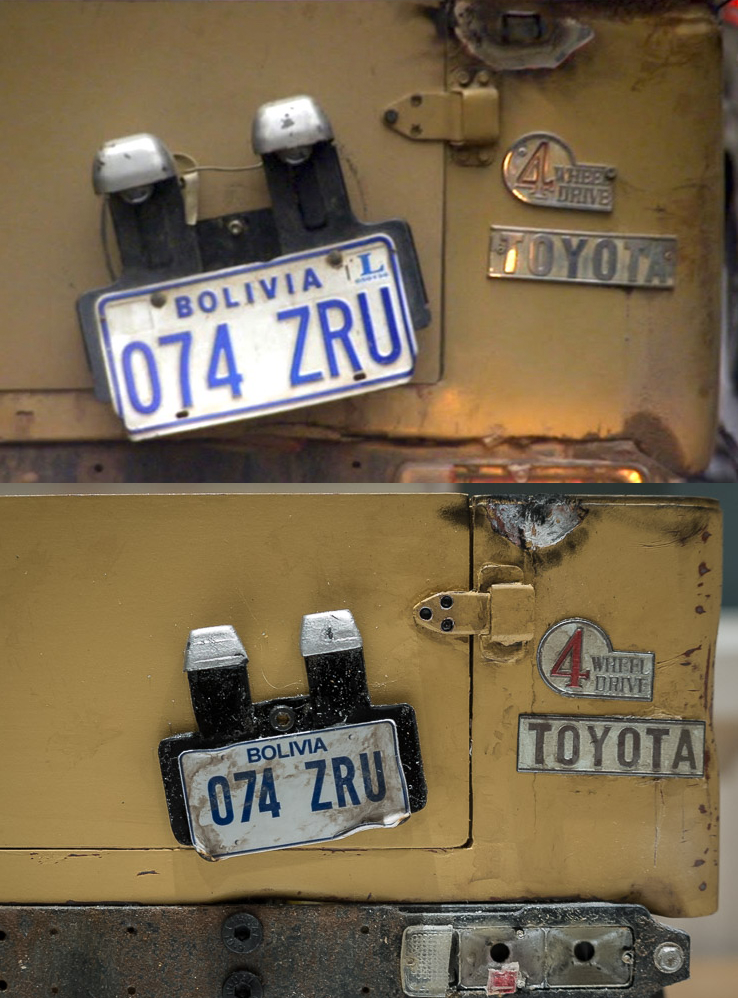 4 WHEEL
DRIVE
TOYOTA
BOLIVIA
L
074 ZRU
4 WHEEL
DRIVE
TOYOTA
BOLIVIA
074 ZRU